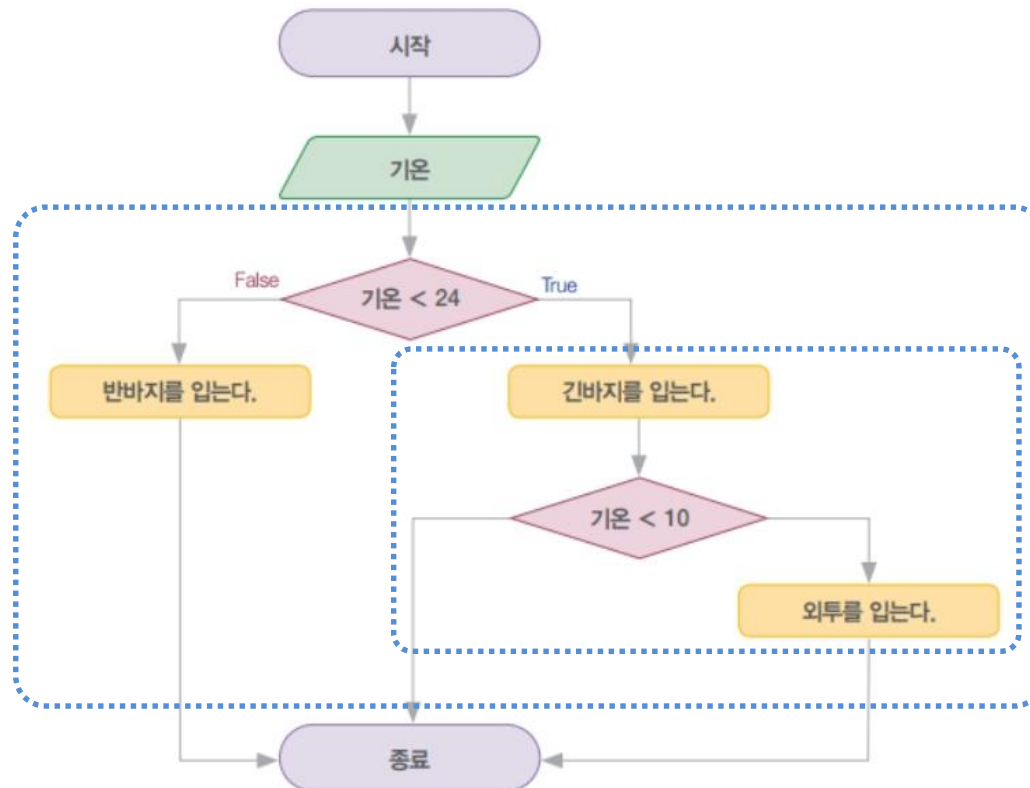 시작
기온
False
기온 < 24
True
반바지를 입는다.
긴바지를 입는다.
기온 < 10
외투를 입는다.
종료